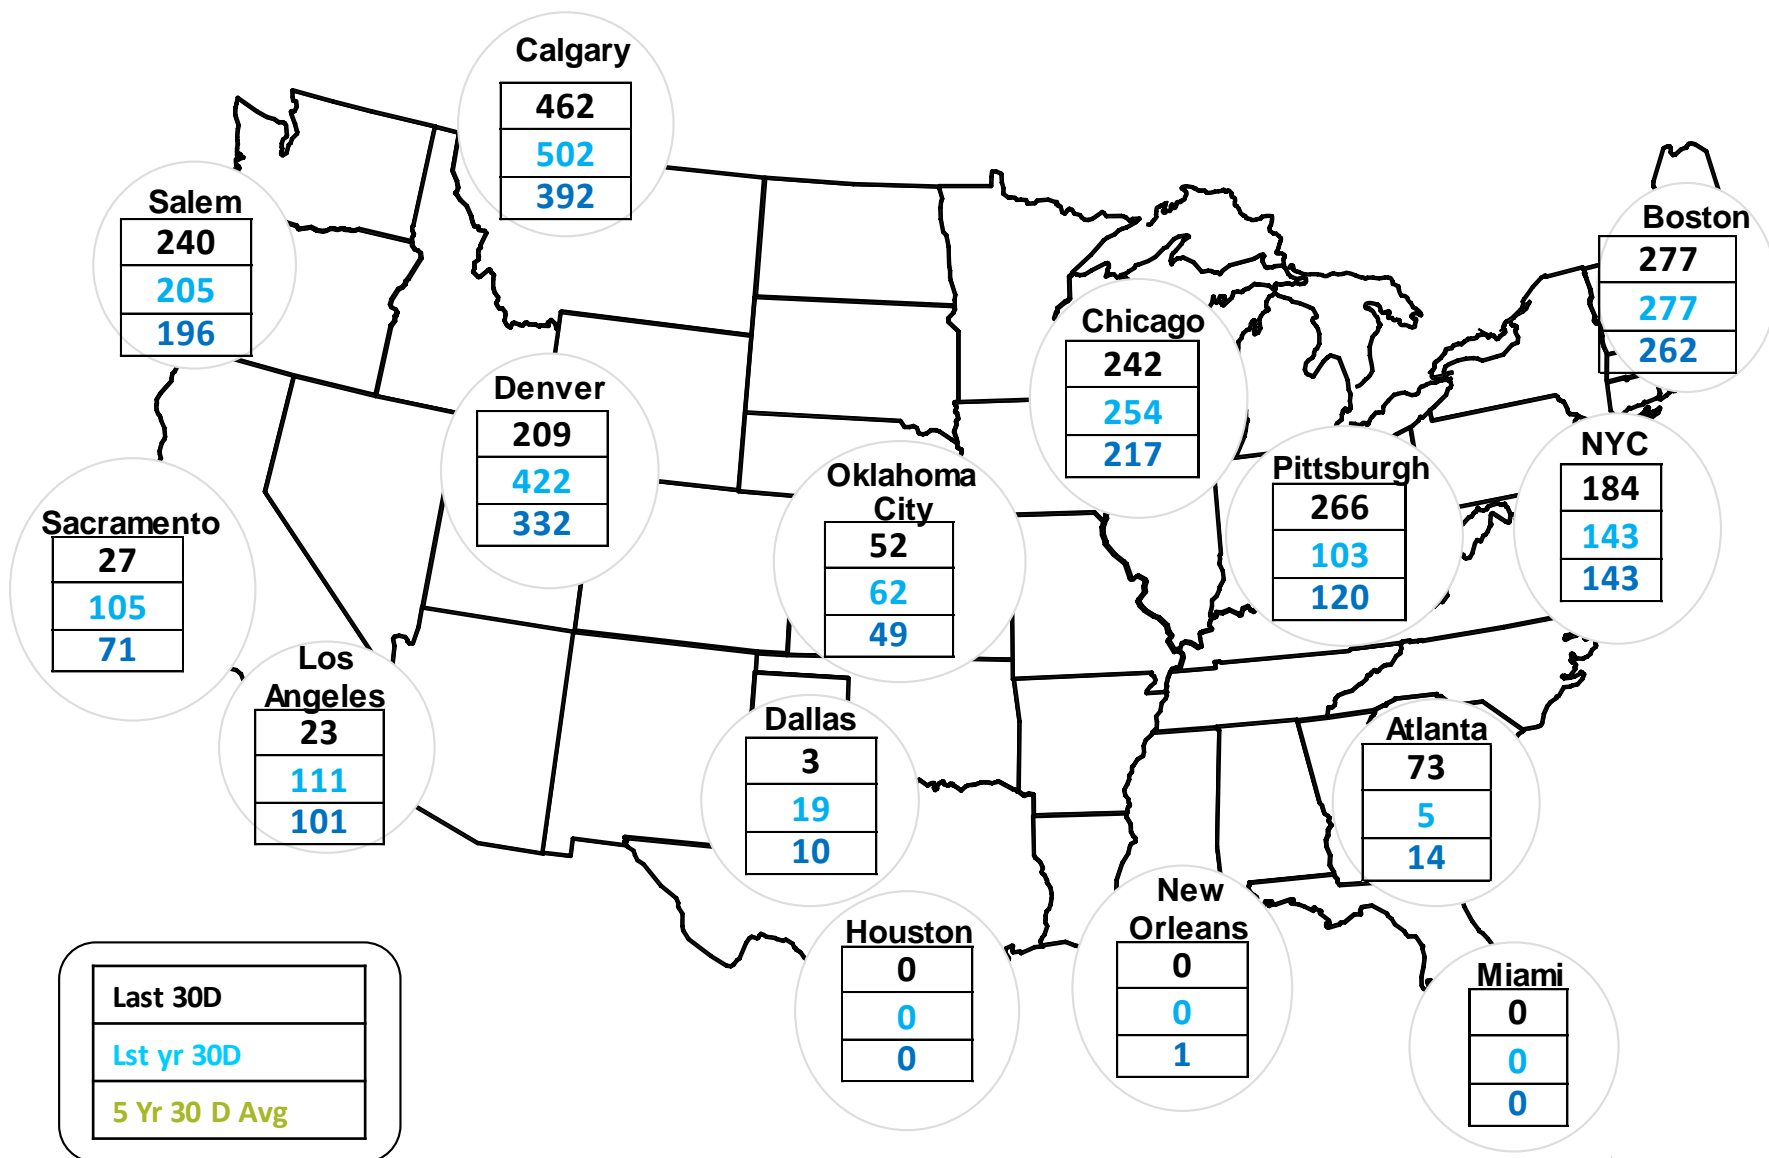 Calgary
462
502
392
Salem
240
205
196
Boston
277
277
262
Chicago
242
254
217
Denver
209
422
332
NYC
184
143
143
Oklahoma
City
52
62
49
Pittsburgh
266
103
120
Sacramento
27
105
71
Los
Angeles
23
111
101
Dallas
3
19
10
Atlanta
73
5
14
New
Orleans
0
0
1
Houston
0
0
0
Miami
0
0
0
Last 30D
Lst yr 30D
5 Yr 30 D Avg